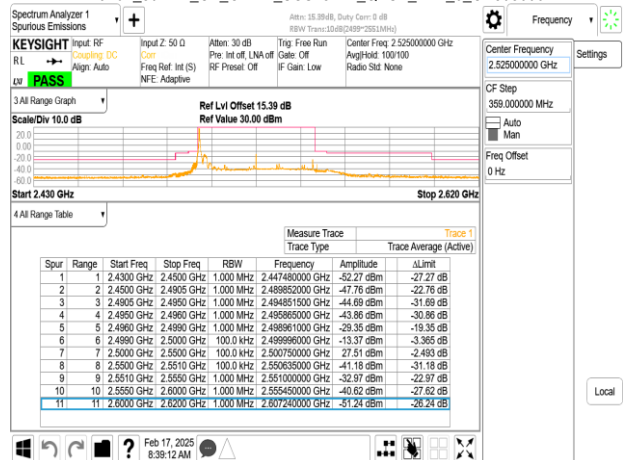 Spectrum Analyzer 1
Spurious Emissions
+
Attn: 15.39dB, Duty Corr: 0 dB
RBW Trans:10dB(2499~2551MHz)
Frequency
KEYSIGHT
RL
Input: RF
Coupling: DC
Align: Auto
Input Z: 50 Ω
Corr
Freq Ref: Int (S)
NFE: Adaptive
Atten: 30 dB
Pre: Int off, LNA off
RF Presel: Off
Trig: Free Run
Gate: Off
IF Gain: Low
Center Freq: 2.525000000 GHz
Avg|Hold: 100/100
Radio Std: None
LXI PASS
Center Frequency
2.525000000 GHz
Settings
CF Step
359.000000 MHz
Auto
Man
Freq Offset
0 Hz
3 All Range Graph
Scale/Div 10.0 dB
Ref Lvl Offset 15.39 dB
Ref Value 30.00 dBm
20.0
0.00
-20.0
-40.0
-60.0
Start 2.430 GHz
Stop 2.620 GHz
4 All Range Table
Measure Trace Trace 1
Trace Type Trace Average (Active)
Spur Range Start Freq Stop Freq RBW Frequency Amplitude ΔLimit
1 1 2.4300 GHz 2.4500 GHz 1.000 MHz 2.447480000 GHz -52.27 dBm -27.27 dB
2 2 2.4500 GHz 2.4905 GHz 1.000 MHz 2.489852000 GHz -47.76 dBm -22.76 dB
3 3 2.4905 GHz 2.4950 GHz 1.000 MHz 2.494851500 GHz -44.69 dBm -31.69 dB
4 4 2.4950 GHz 2.4960 GHz 1.000 MHz 2.495865000 GHz -43.86 dBm -30.86 dB
5 5 2.4960 GHz 2.4990 GHz 1.000 MHz 2.498961000 GHz -29.35 dBm -19.35 dB
6 6 2.4990 GHz 2.5000 GHz 100.0 kHz 2.499996000 GHz -13.37 dBm -3.365 dB
7 7 2.5000 GHz 2.5500 GHz 100.0 kHz 2.500750000 GHz 27.51 dBm -2.493 dB
8 8 2.5500 GHz 2.5510 GHz 100.0 kHz 2.550635000 GHz -41.18 dBm -31.18 dB
9 9 2.5510 GHz 2.5550 GHz 1.000 MHz 2.551000000 GHz -32.97 dBm -22.97 dB
10 10 2.5550 GHz 2.6000 GHz 1.000 MHz 2.555450000 GHz -40.62 dBm -27.62 dB
11 11 2.6000 GHz 2.6200 GHz 1.000 MHz 2.607240000 GHz -51.24 dBm -26.24 dB
Local
?
Feb 17, 2025
8:39:12 AM